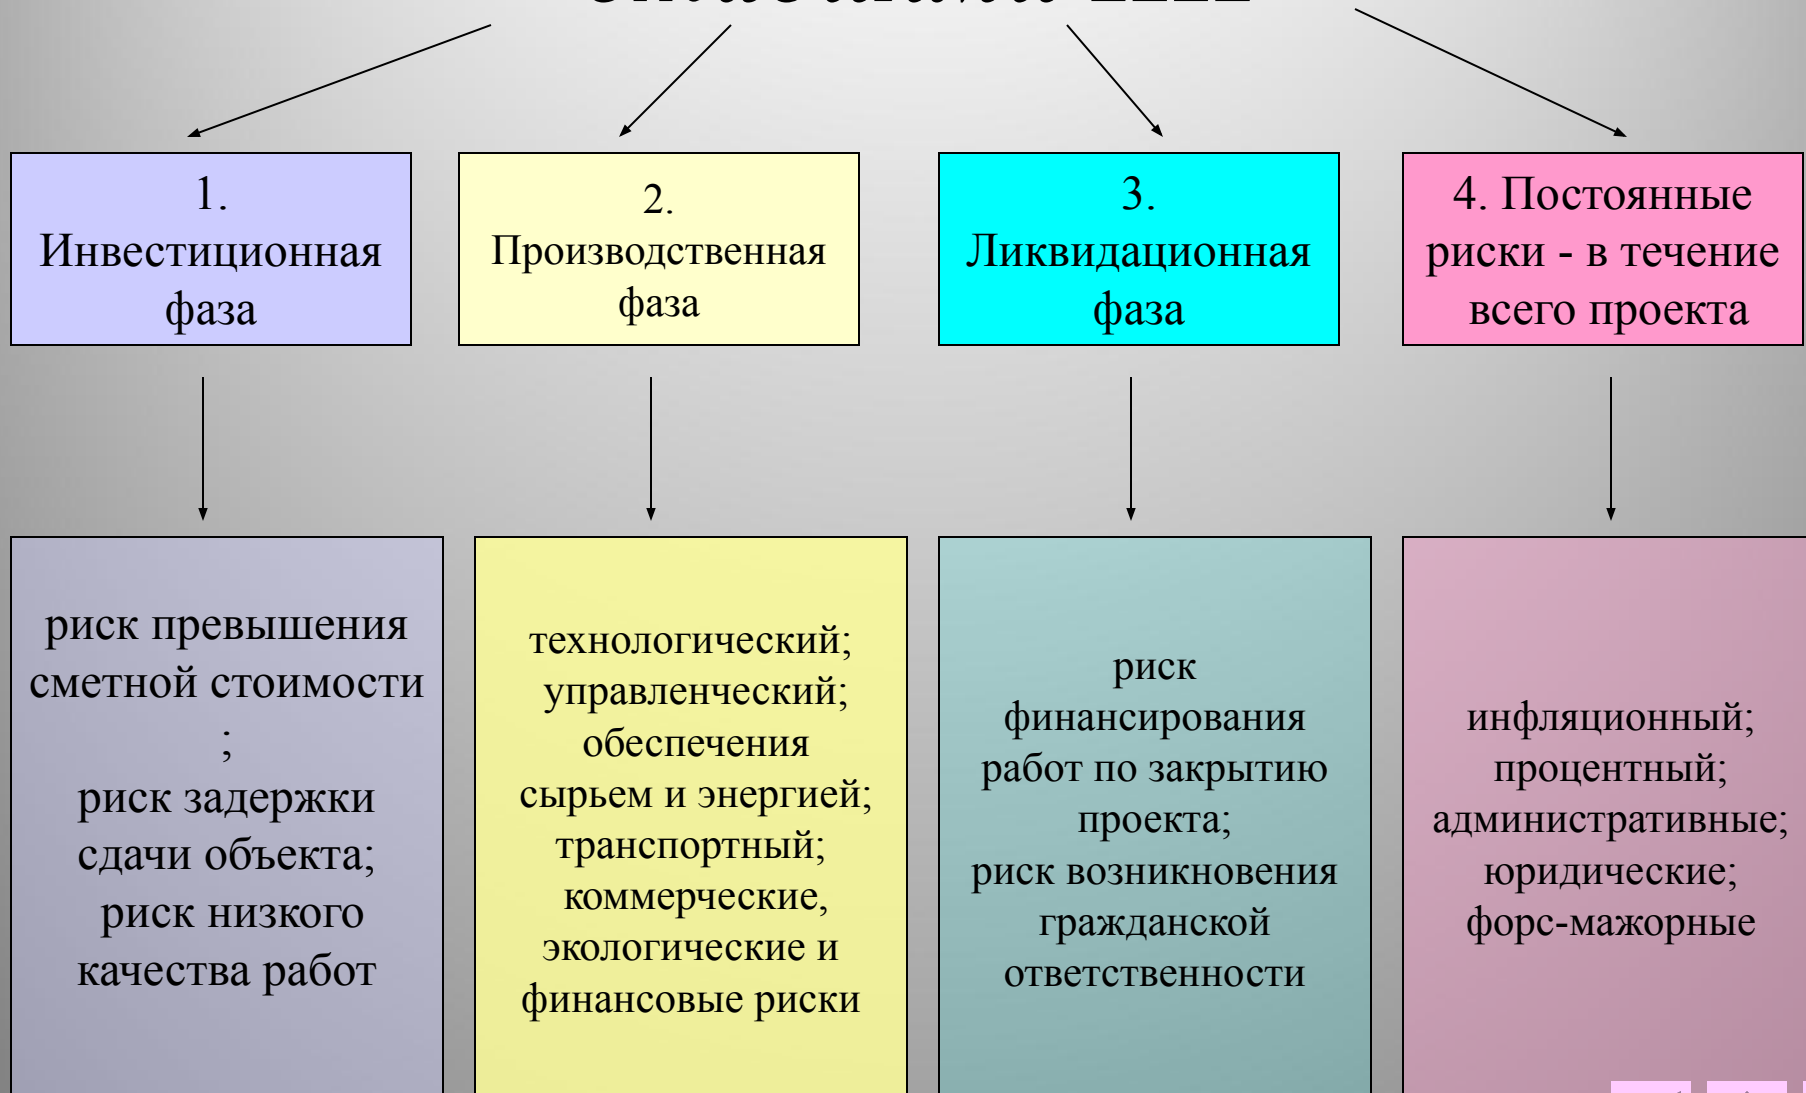 1.
Инвестиционная
фаза
2.
Производственная
фаза
3.
Ликвидационная
фаза
4. Постоянные
риски - в течение
всего проекта
риск превышения
сметной стоимости
;
риск задержки
сдачи объекта;
риск низкого
качества работ
технологический;
управленческий;
обеспечения
сырьем и энергией;
транспортный;
коммерческие,
экологические и
финансовые риски
риск
финансирования
работ по закрытию
проекта;
риск возникновения
гражданской
ответственности
инфляционный;
процентный;
административные;
юридические;
форс-мажорные